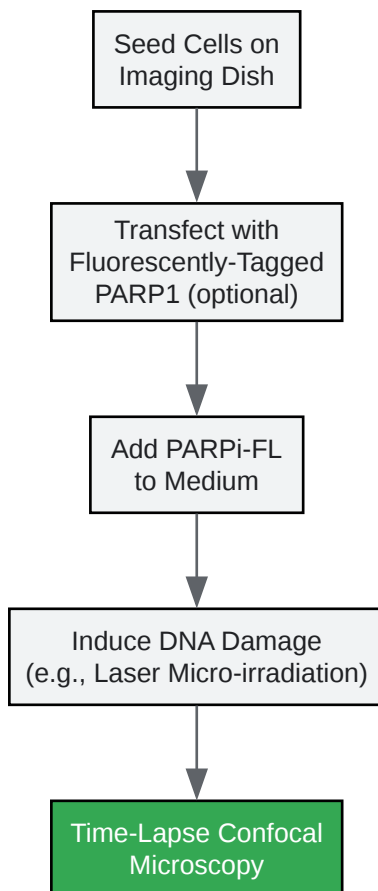 Seed Cells on
Imaging Dish
Transfect with
Fluorescently-Tagged
PARP1 (optional)
Add PARPi-FL
to Medium
Induce DNA Damage
(e.g., Laser Micro-irradiation)
Time-Lapse Confocal
Microscopy